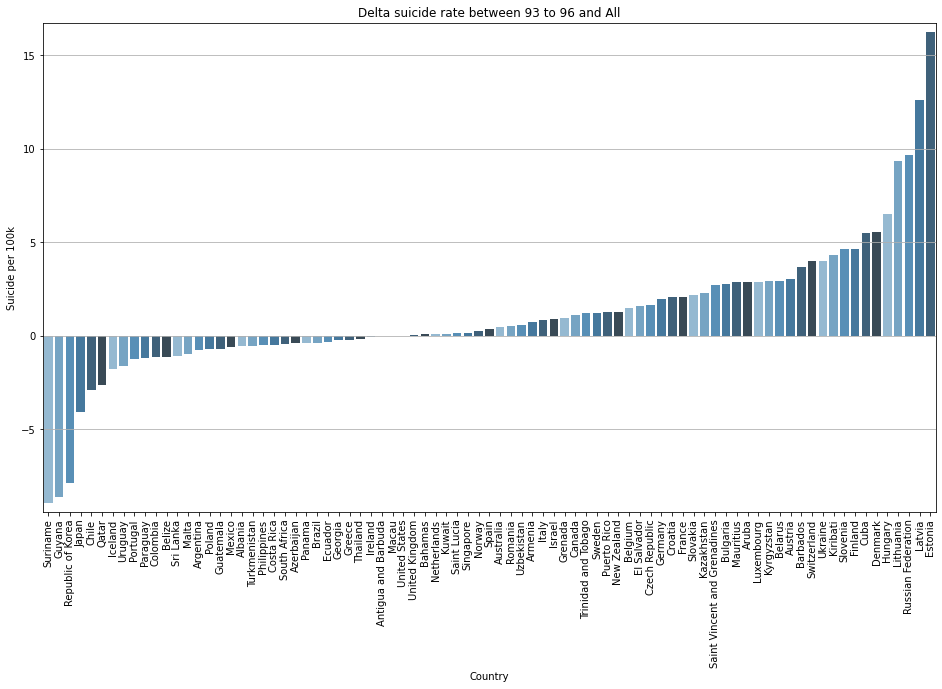 Delta suicide rate between 93 to 96 and All
Suicide per 100k
15
10
5
0
−5
Suriname
Guyana
Republic of Korea
Japan
Chile
Qatar
Iceland
Uruguay
Portugal
Paraguay
Colombia
Belize
Sri Lanka
Malta
Argentina
Poland
Guatemala
Mexico
Albania
Turkmenistan
Philippines
Costa Rica
South Africa
Azerbaijan
Panama
Brazil
Ecuador
Georgia
Greece
Thailand
Ireland
Antigua and Barbuda
Macau
United States
United Kingdom
Bahamas
Netherlands
Kuwait
Saint Lucia
Singapore
Norway
Spain
Australia
Romania
Uzbekistan
Armenia
Italy
Israel
Grenada
Canada
Trinidad and Tobago
Sweden
Puerto Rico
New Zealand
Belgium
El Salvador
Czech Republic
Germany
Croatia
France
Slovakia
Kazakhstan
Saint Vincent and Grenadines
Bulgaria
Mauritius
Aruba
Luxembourg
Kyrgyzstan
Belarus
Austria
Barbados
Switzerland
Ukraine
Kiribati
Slovenia
Finland
Cuba
Denmark
Hungary
Lithuania
Russian Federation
Latvia
Estonia
Country